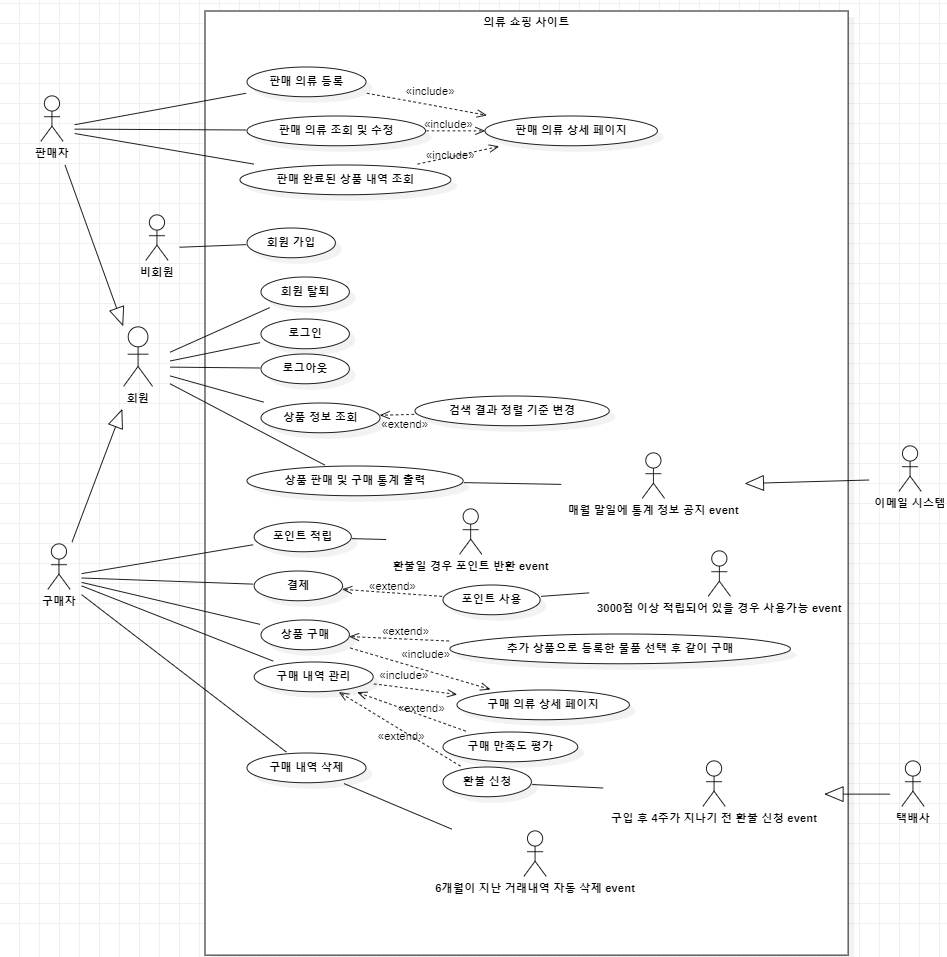 의류 쇼핑 사이트
판매 의류 등록
«include»
판매자
판매 의류 조회 및 수정
«include»
판매 의류 상세 페이지
«include»
판매 완료된 상품 내역 조회
비회원
회원 가입
회원 탈퇴
로그인
로그아웃
회원
상품 정보 조회
«extend»
검색 결과 정렬 기준 변경
상품 판매 및 구매 통계 출력
매월 말일에 통계 정보 공지 event
이메일 시스템
포인트 적립
환불일 경우 포인트 반환 event
구매자
결제
«extend»
포인트 사용
3000점 이상 적립되어 있을 경우 사용가능 event
상품 구매
«extend»
추가 상품으로 등록한 물품 선택 후 같이 구매
«include»
구매 내역 관리
«include»
구매 의류 상세 페이지
«extend»
구매 만족도 평가
«extend»
구매 내역 삭제
환불 신청
구입 후 4주가 지나기 전 환불 신청 event
택배사
6개월이 지난 거래내역 자동 삭제 event